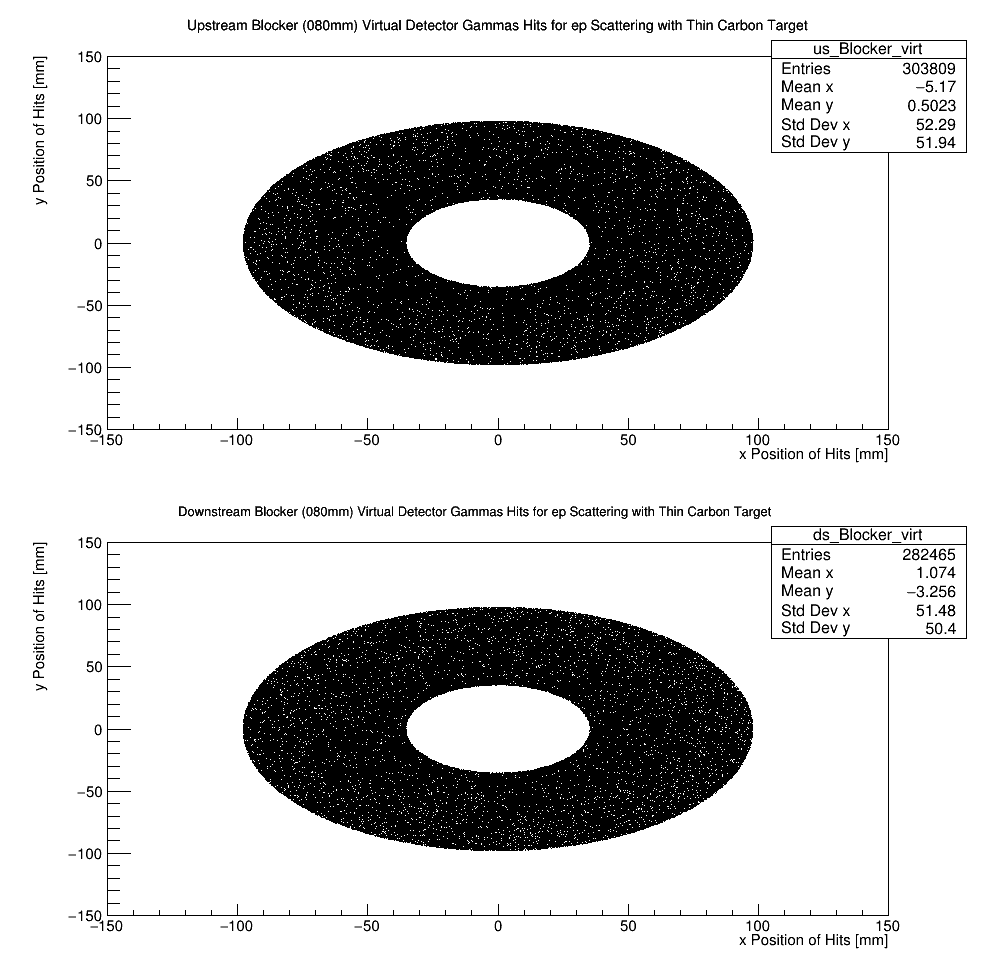 Upstream Blocker (080mm) Virtual Detector Gammas Hits for ep Scattering with Thin Carbon Target
us_Blocker_virt
Entries 303809
Mean x −5.17
Mean y 0.5023
Std Dev x 52.29
Std Dev y 51.94
y Position of Hits [mm]
150
100
50
0
−50
−100
−150
−150 −100 −50 0 50 100 150
x Position of Hits [mm]
Downstream Blocker (080mm) Virtual Detector Gammas Hits for ep Scattering with Thin Carbon Target
ds_Blocker_virt
Entries 282465
Mean x 1.074
Mean y −3.256
Std Dev x 51.48
Std Dev y 50.4
y Position of Hits [mm]
150
100
50
0
−50
−100
−150
−150 −100 −50 0 50 100 150
x Position of Hits [mm]